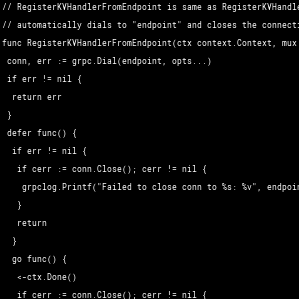 // RegisterKVHandlerFromEndpoint is same as RegisterKVHandle
// automatically dials to "endpoint" and closes the connecti
func RegisterKVHandlerFromEndpoint(ctx context.Context, mux
conn, err := grpc.Dial(endpoint, opts...)
if err != nil {
return err
}
defer func() {
if err != nil {
if cerr := conn.Close(); cerr != nil {
grpclog.Printf("Failed to close conn to %s: %v", endpoin
}
return
}
go func() {
<-ctx.Done()
if cerr := conn.Close(); cerr != nil {